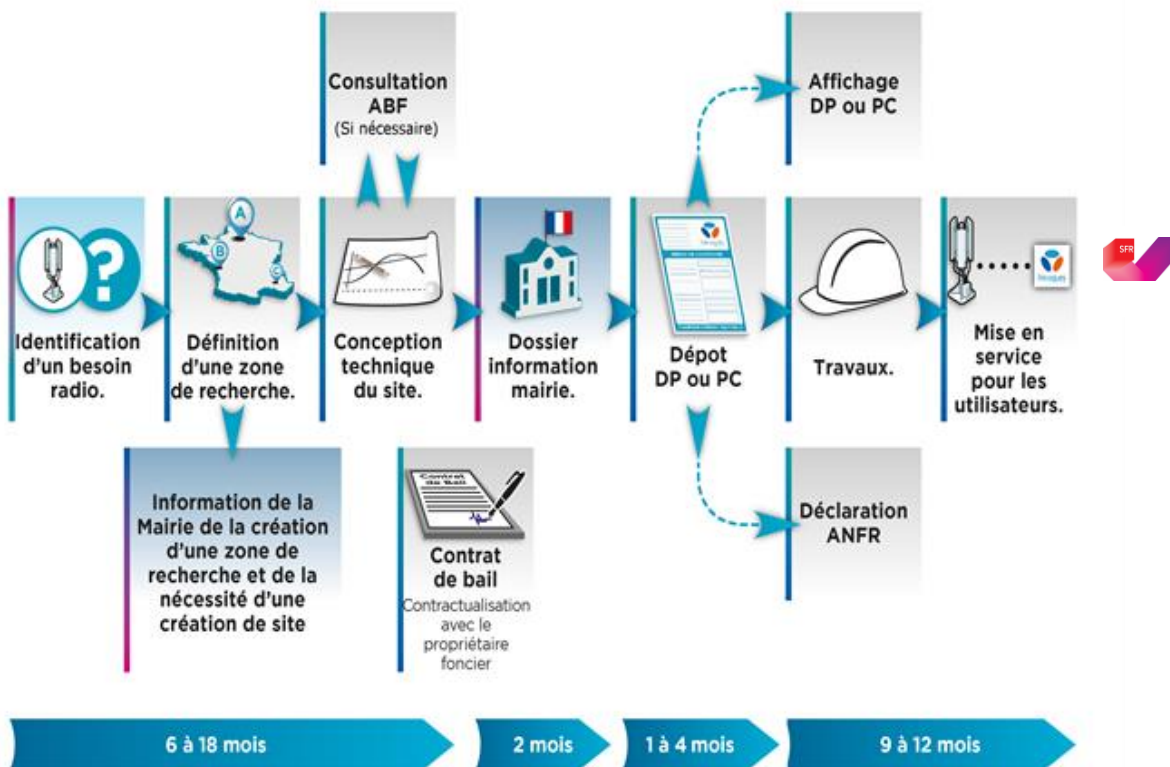 Consultation
ABF
(Si nécessaire)
Affichage
DP ou PC
A
B
C
?
SFR
Identification
d'un besoin
radio.
Définition
d'une zone
de recherche.
Conception
technique
du site.
Dossier
information
mairie.
Dépot
DP ou PC
Travaux.
Mise en
service
pour les
utilisateurs.
Information de la
Mairie de la création
d'une zone de
recherche et de la
nécessité d'une
création de site
Contrat
de Bail
Contrat
de bail
Contractualisation
avec le
propriétaire
foncier
Déclaration
ANFR
6 à 18 mois
2 mois
1 à 4 mois
9 à 12 mois